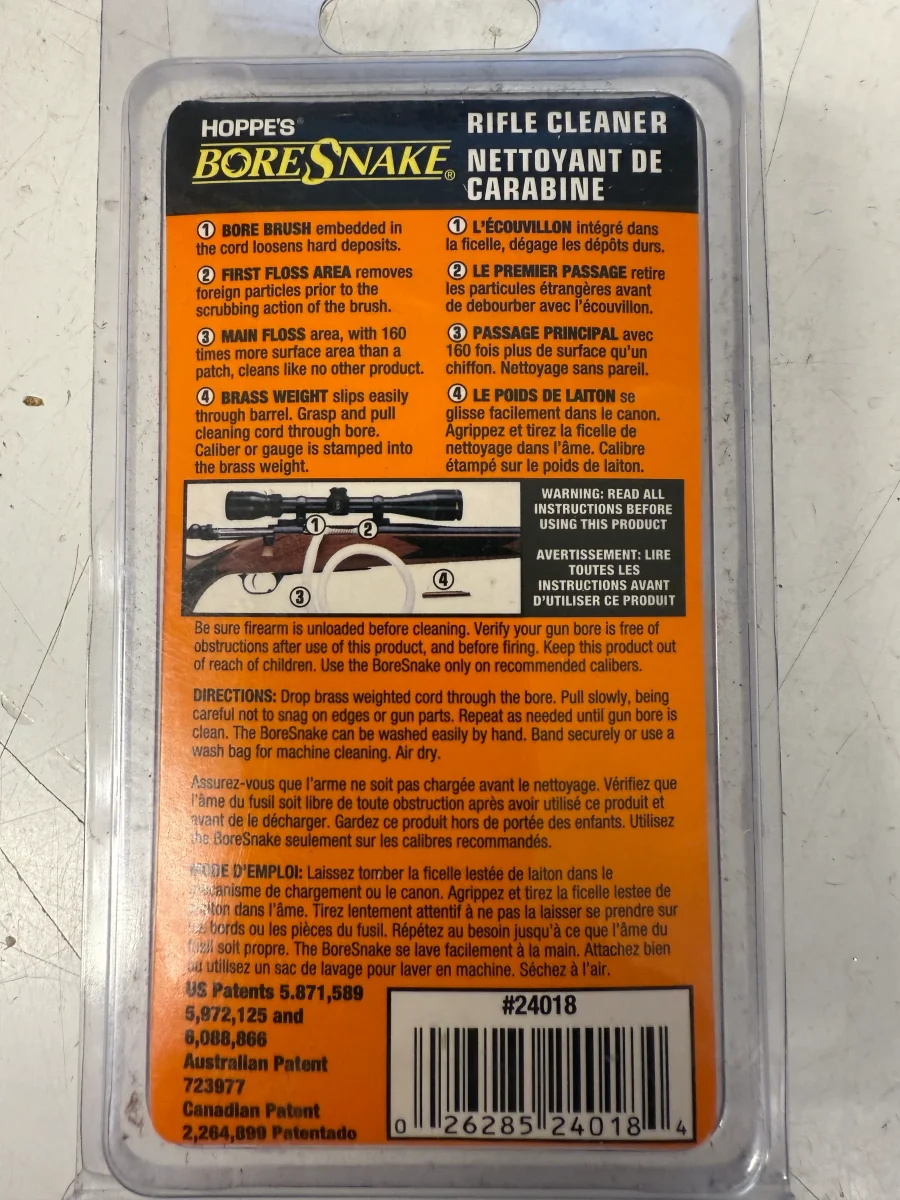 HOPPE'S®
BORESNAKE®
RIFLE CLEANER
NETTOYANT DE
CARABINE
① BORE BRUSH embedded in
the cord loosens hard deposits.
② FIRST FLOSS AREA removes
foreign particles prior to the
scrubbing action of the brush.
③ MAIN FLOSS area, with 160
times more surface area than a
patch, cleans like no other product.
④ BRASS WEIGHT slips easily
through barrel. Grasp and pull
cleaning cord through bore.
Caliber or gauge is stamped into
the brass weight.
① L'ÉCOUVILLON intégré dans
la ficelle, dégage les dépôts durs.
② LE PREMIER PASSAGE retire
les particules étrangères avant
de debourber avec l'écouvillon.
③ PASSAGE PRINCIPAL avec
160 fois plus de surface qu'un
chiffon. Nettoyage sans pareil.
④ LE POIDS DE LAITON se
glisse facilement dans le canon.
Agrippez et tirez la ficelle de
nettoyage dans l'âme. Calibre
étampé sur le poids de laiton.
① ②
③
④
WARNING: READ ALL
INSTRUCTIONS BEFORE
USING THIS PRODUCT
AVERTISSEMENT: LIRE
TOUTES LES
INSTRUCTIONS AVANT
D'UTILISER CE PRODUIT
Be sure firearm is unloaded before cleaning. Verify your gun bore is free of
obstructions after use of this product, and before firing. Keep this product out
of reach of children. Use the BoreSnake only on recommended calibers.
DIRECTIONS: Drop brass weighted cord through the bore. Pull slowly, being
careful not to snag on edges or gun parts. Repeat as needed until gun bore is
clean. The BoreSnake can be washed easily by hand. Band securely or use a
wash bag for machine cleaning. Air dry.
Assurez-vous que l'arme ne soit pas chargée avant le nettoyage. Vérifiez que
l'âme du fusil soit libre de toute obstruction après avoir utilisé ce produit et
avant de le décharger. Gardez ce produit hors de portée des enfants. Utilisez
the BoreSnake seulement sur les calibres recommandés.
MODE D'EMPLOI: Laissez tomber la ficelle lestée de laiton dans le
mécanisme de chargement ou le canon. Agrippez et tirez la ficelle lestee de
laiton dans l'âme. Tirez lentement attentif à ne pas la laisser se prendre sur
bords ou les pièces du fusil. Répétez au besoin jusqu'à ce que l'âme du
fusil soit propre. The BoreSnake se lave facilement à la main. Attachez bien
ou utilisez un sac de lavage pour laver en machine. Séchez à l'air.
US Patents 5.871,589
5,972,125 and
6,088,866
Australian Patent
723977
Canadian Patent
2,264,899 Patentado
#24018
0 26285 24018 4